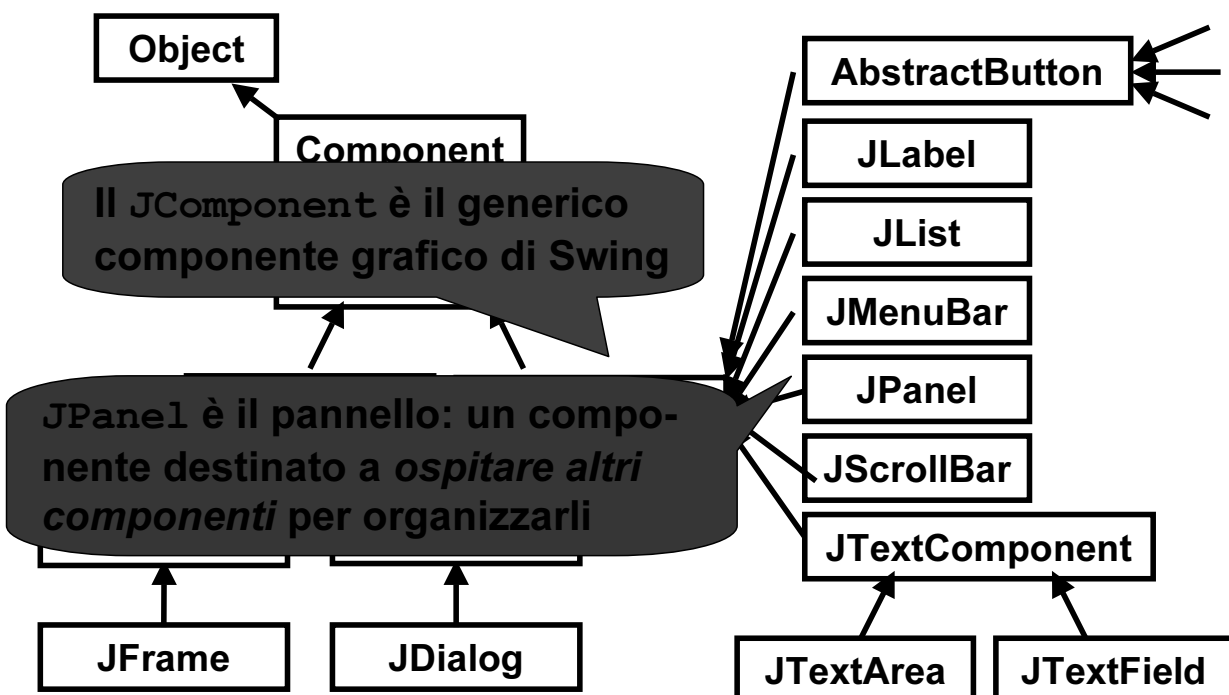 Object
AbstractButton
Component
JLabel
Il JComponent è il generico
componente grafico di Swing
JList
JMenuBar
JPanel
JPanel è il pannello: un compo-
nente destinato a ospitare altri
componenti per organizzarli
JScrollBar
JTextComponent
JFrame
JDialog
JTextArea
JTextField